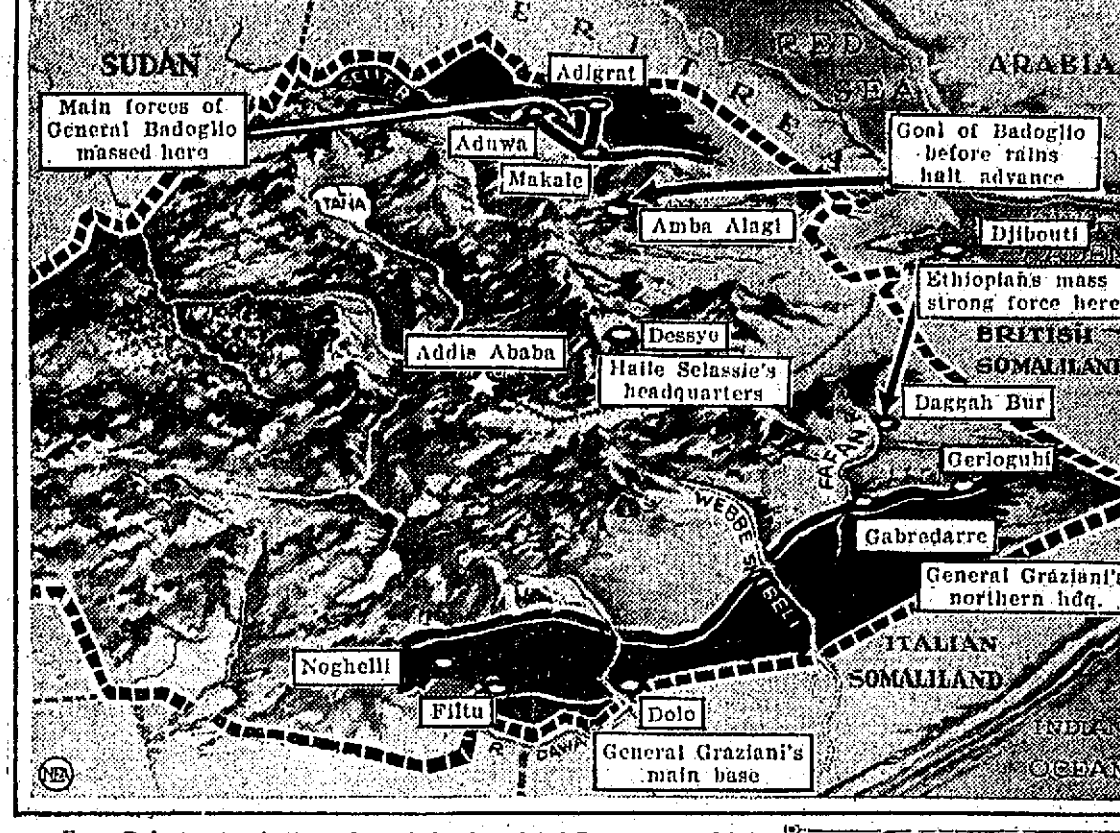 ERITRE
RED
SEA
SUDAN
ARABIA
Adigrat
SETIT R.
Main forces of
General Badoglio
massed here
Goal of Badoglio
before rains
halt advance
Aduwa
Makale
TANA
Amba Alagi
Djibouti
Ethiopians mass
strong force here
Dessye
BRITISH
SOMALILAND
Addis Ababa
Haile Selassie's
headquarters
Daggah Bur
FAFAN
Gerlogubi
WEBBE SHIBELI
Gabredarre
General Graziani's
northern hdq.
ITALIAN
SOMALILAND
Noghelli
Filtu
Dolo
DAWA
R.
General Graziani's
main base
INDIAN
OCEAN
NEA